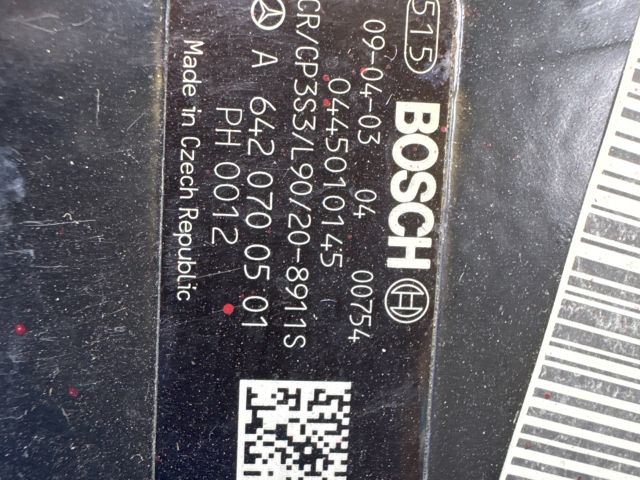 515
BOSCH
09-04-03 04 00754
0445010145
CR/CP3S3/L90/20-8911S
A 642 070 05 01
PH 0012
Made in Czech Republic